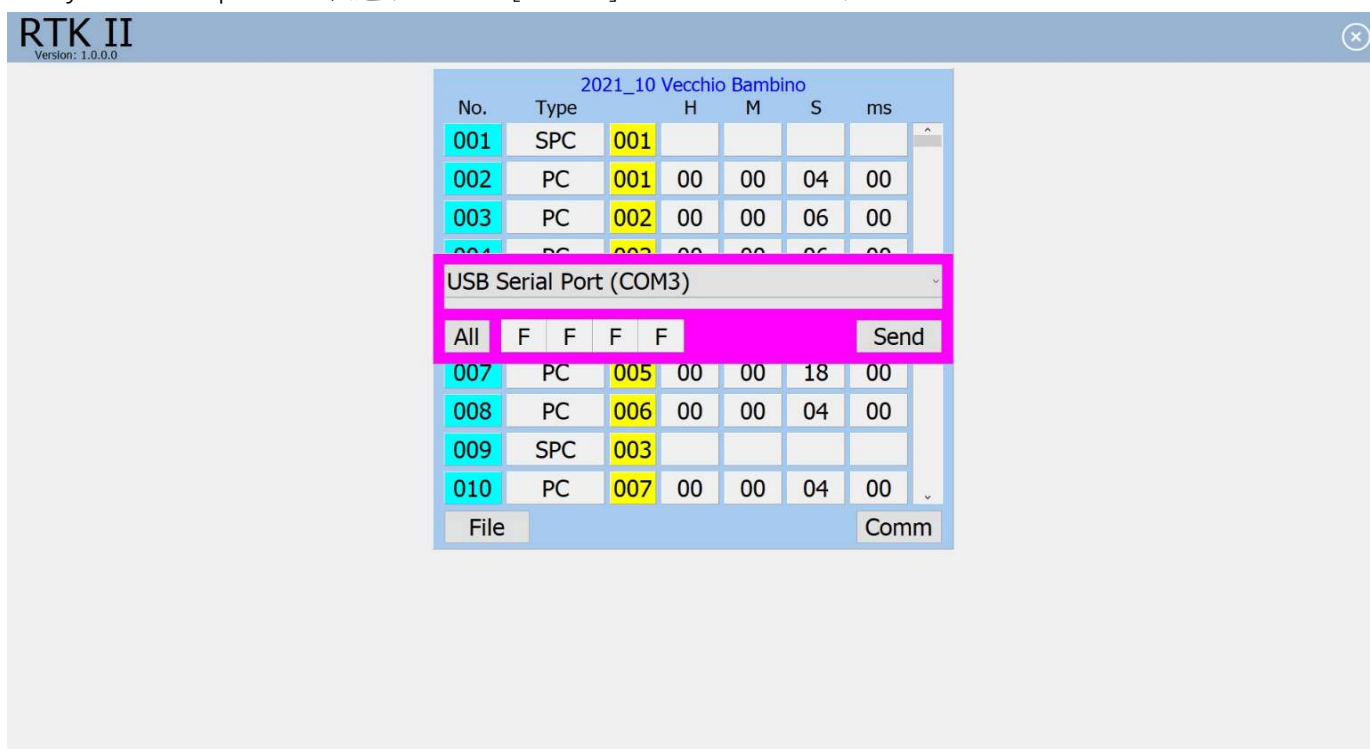 RTK II
Version: 1.0.0.0
2021_10 Vecchio Bambino
No. Type H M S ms
001 SPC 001
002 PC 001 00 00 04 00
003 PC 002 00 00 06 00
USB Serial Port (COM3)
All F F F F Send
007 PC 005 00 00 18 00
008 PC 006 00 00 04 00
009 SPC 003
010 PC 007 00 00 04 00
File Comm